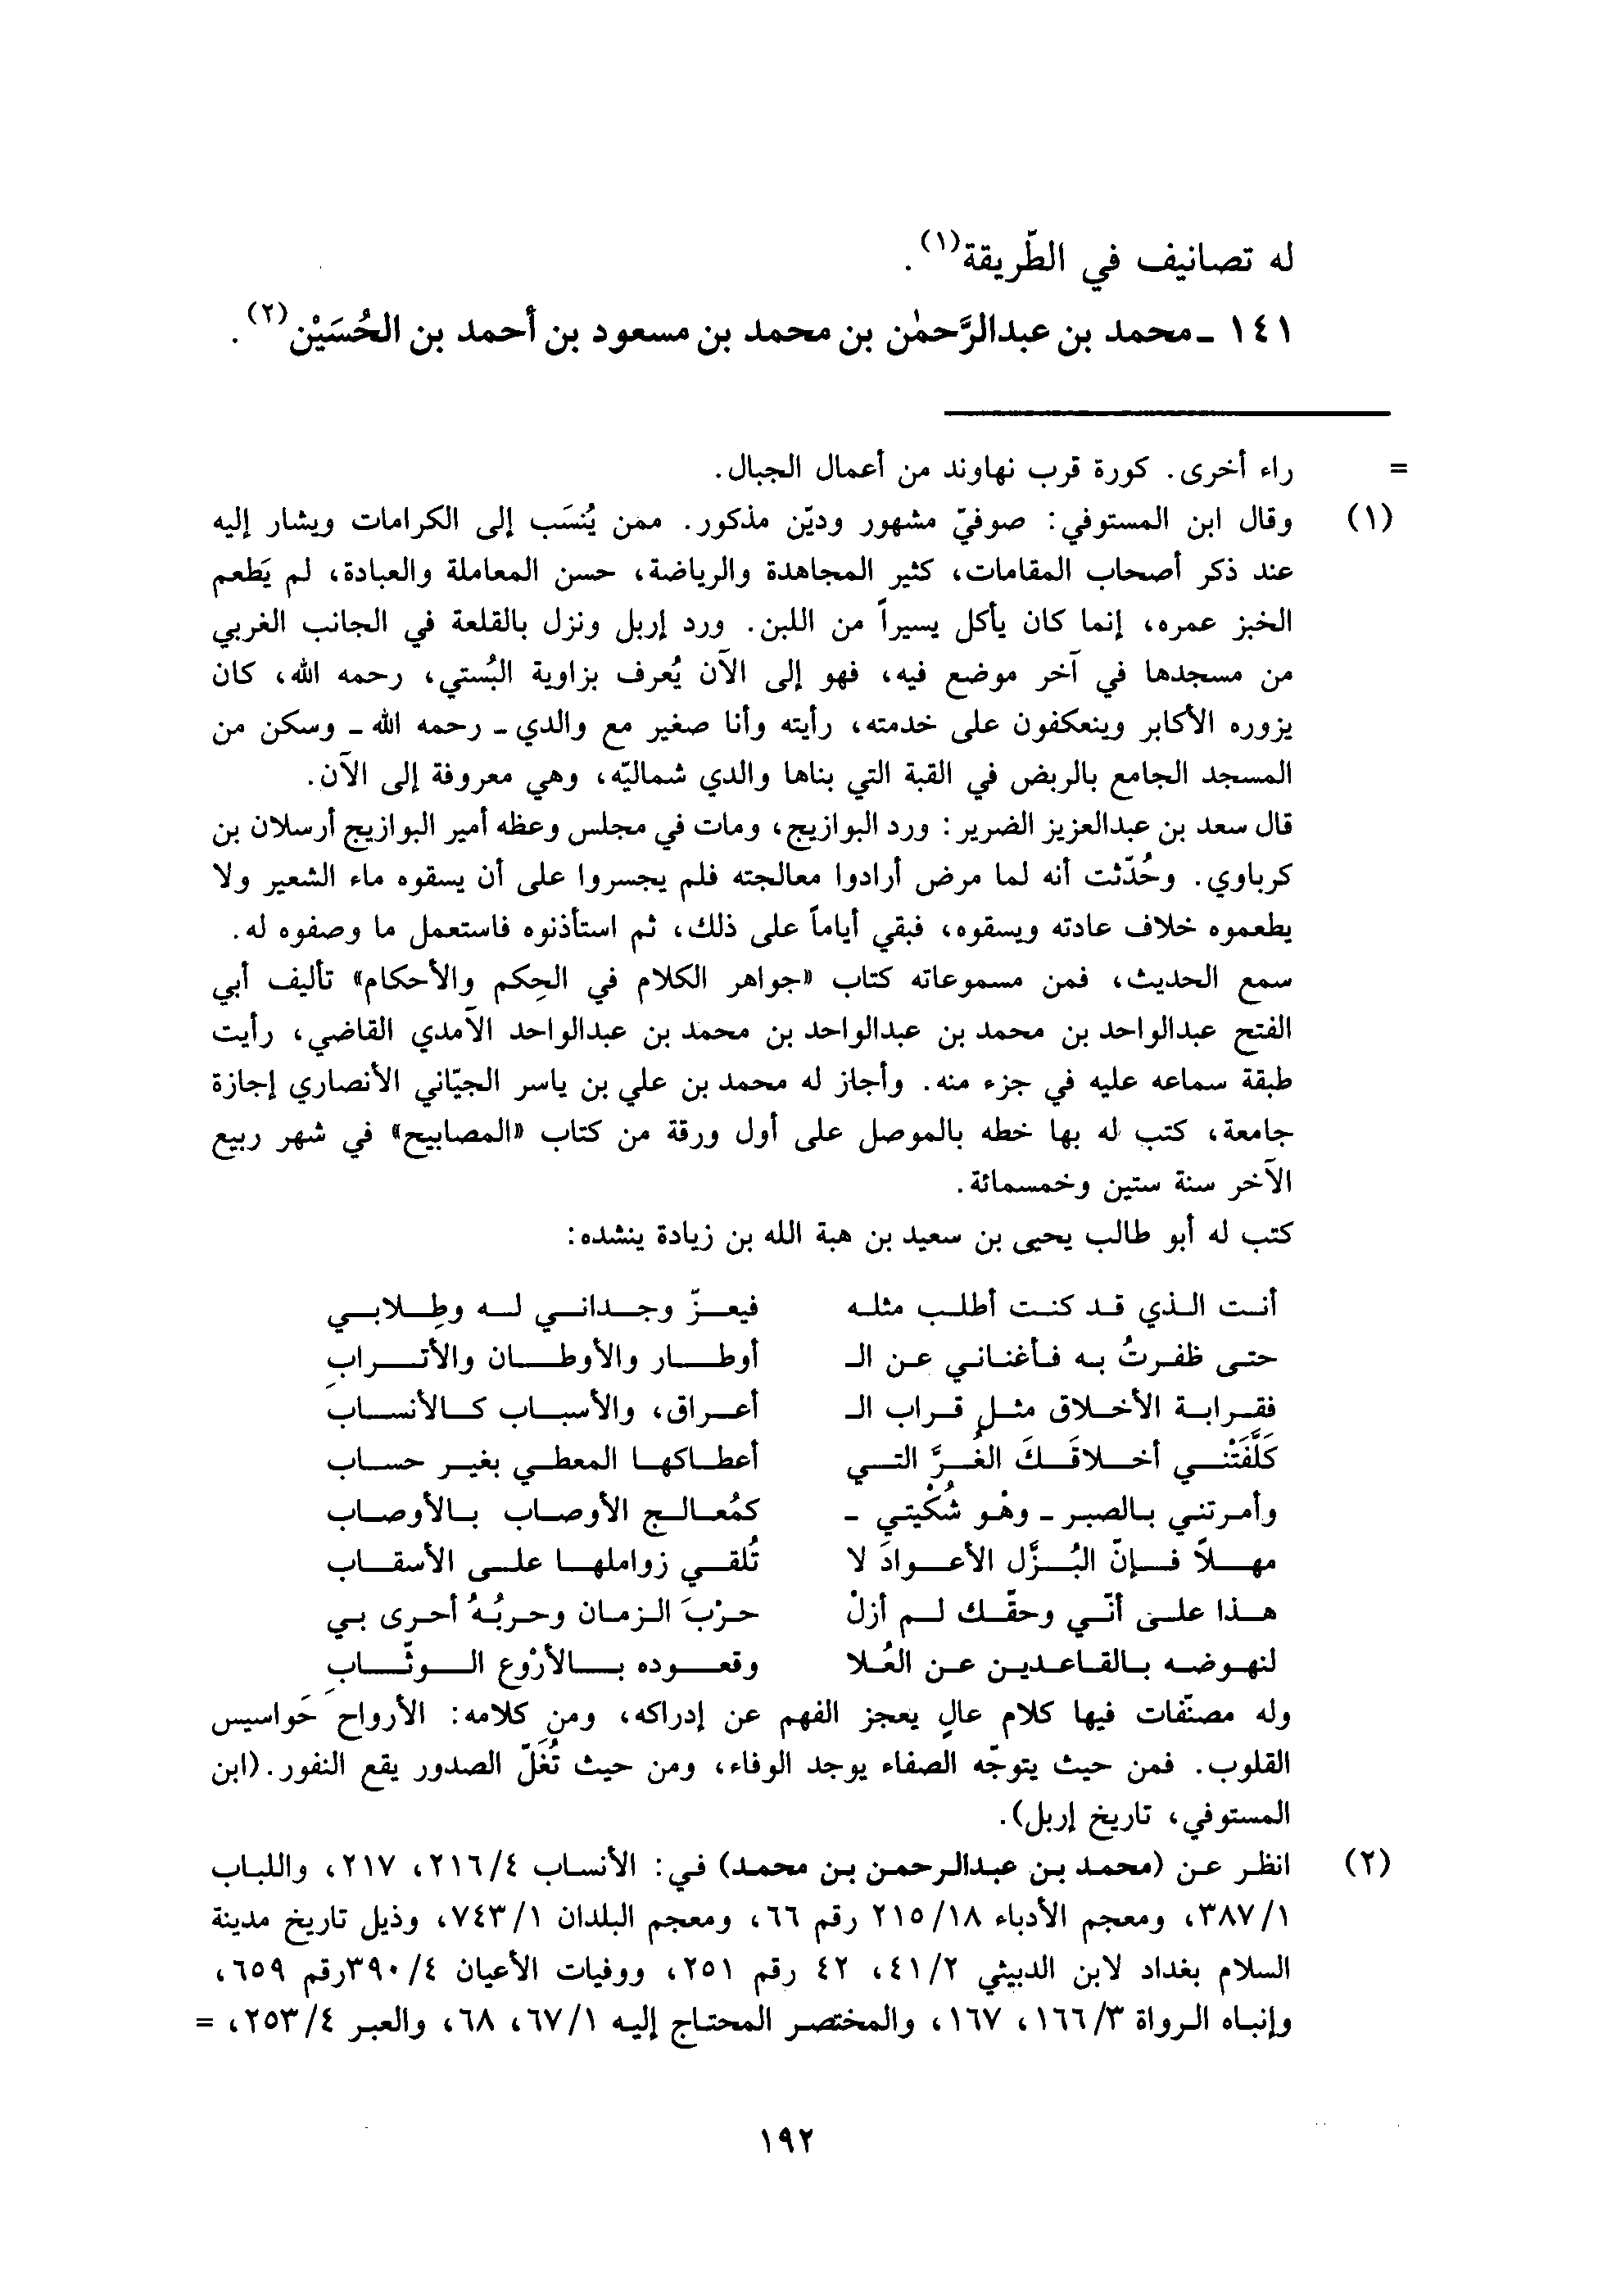 له تصانيف في الطّريقة(١).
١٤١ ـ محمد بن عبدالرَّحمٰن بن محمد بن مسعود بن أحمد بن الحُسَيْن(٢).
= راء أخرى. كورة قرب نهاوند من أعمال الجبال.
(١) وقال ابن المستوفي: صوفيّ مشهور وديّن مذكور. ممن يُنسَب إلى الكرامات ويشار إليه
عند ذكر أصحاب المقامات، كثير المجاهدة والرياضة، حسن المعاملة والعبادة، لم يَطعم
الخبز عمره، إنما كان يأكل يسيراً من اللبن. ورد إربل ونزل بالقلعة في الجانب الغربي
من مسجدها في آخر موضع فيه، فهو إلى الآن يُعرف بزاوية البُستي، رحمه الله، كان
يزوره الأكابر وينعكفون على خدمته، رأيته وأنا صغير مع والدي ـ رحمه الله ـ وسكن من
المسجد الجامع بالربض في القبة التي بناها والدي شماليّه، وهي معروفة إلى الآن.
قال سعد بن عبدالعزيز الضرير: ورد البوازيج، ومات في مجلس وعظه أمير البوازيج أرسلان بن
كرباوي. وحُدّثت أنه لما مرض أرادوا معالجته فلم يجسروا على أن يسقوه ماء الشعير ولا
يطعموه خلاف عادته ويسقوه، فبقي أياماً على ذلك، ثم استأذنوه فاستعمل ما وصفوه له.
سمع الحديث، فمن مسموعاته كتاب «جواهر الكلام في الحِكم والأحكام» تأليف أبي
الفتح عبدالواحد بن محمد بن عبدالواحد بن محمد بن عبدالواحد الآمدي القاضي، رأيت
طبقة سماعه عليه في جزء منه. وأجاز له محمد بن علي بن ياسر الجيّاني الأنصاري إجازة
جامعة، كتب له بها خطه بالموصل على أول ورقة من كتاب «المصابيح» في شهر ربيع
الآخر سنة ستين وخمسمائة.
كتب له أبو طالب يحيى بن سعيد بن هبة الله بن زيادة ينشده:
أنت الذي قد كنت أطلب مثله فيعزّ وجداني له وطِلابي
حتى ظفرتُ به فأغناني عن الـ أوطار والأوطان والأترابِ
فقرابة الأخلاق مثل قراب الـ أعراق، والأسباب كالأنساب
كَلَّفَتْني أخلاقَكَ الغُرَّ التي أعطاكها المعطي بغير حساب
وأمرتني بالصبر ـ وهْو شُكْيتي ـ كمُعالج الأوصاب بالأوصاب
مهلاً فإنّ البُزَّل الأعوادَ لا تُلقي زواملها على الأسقاب
هذا على أنّي وحقّك لم أزلْ حرْبَ الزمان وحربُهُ أحرى بي
لنهوضه بالقاعدين عن العُلا وقعوده بالأرْوع الوثّابِ
وله مصنّفات فيها كلام عالٍ يعجز الفهم عن إدراكه، ومن كلامه: الأرواح حَواسيس
القلوب. فمن حيث يتوجّه الصفاء يوجد الوفاء، ومن حيث تُغَلّ الصدور يقع النفور. (ابن
المستوفي، تاريخ إربل).
(٢) انظر عن (محمد بن عبدالرحمن بن محمد) في: الأنساب ٢١٦/٤، ٢١٧، واللباب
٣٨٧/١، ومعجم الأدباء ٢١٥/١٨ رقم ٦٦، ومعجم البلدان ٧٤٣/١، وذيل تاريخ مدينة
السلام بغداد لابن الدبيثي ٤١/٢، ٤٢ رقم ٢٥١، ووفيات الأعيان ٣٩٠/٤رقم ٦٥٩،
وإنباه الرواة ١٦٦/٣، ١٦٧، والمختصر المحتاج إليه ٦٧/١، ٦٨، والعبر ٢٥٣/٤، =
١٩٢